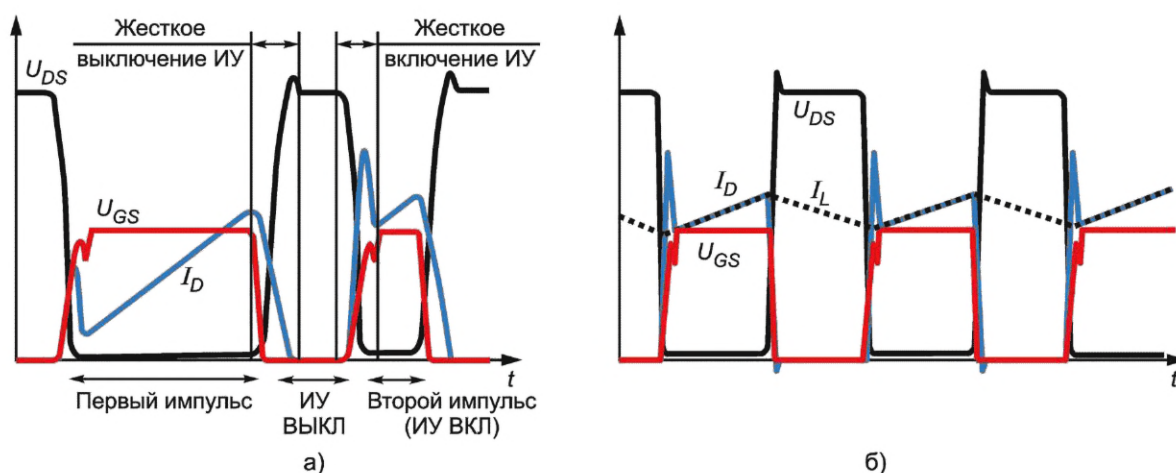 а)
Жесткое
выключение ИУ
Жесткое
включение ИУ
U_DS
U_GS
I_D
t
Первый импульс
ИУ
ВЫКЛ
Второй импульс
(ИУ ВКЛ)
а)
б)
U_DS
I_D
I_L
U_GS
t
б)